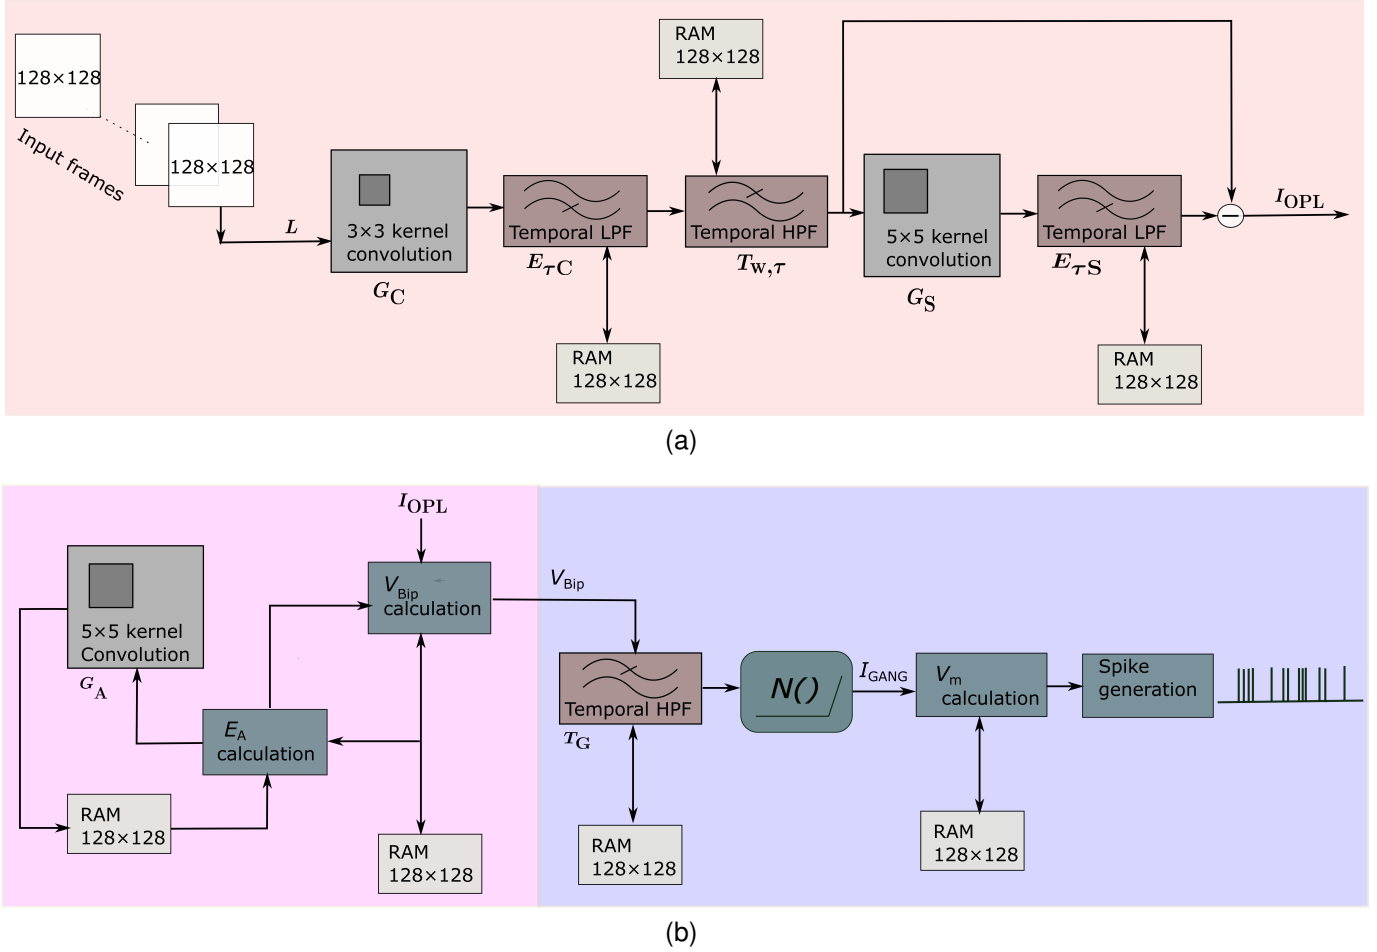 128×128
Input frames
128×128
L
3×3 kernel
convolution
G_C
Temporal LPF
E_τC
RAM
128×128
RAM
128×128
Temporal HPF
T_w,τ
5×5 kernel
convolution
G_S
Temporal LPF
E_τS
RAM
128×128
−
I_OPL
(a)
I_OPL
5×5 kernel
Convolution
G_A
V_Bip
calculation
E_A
calculation
RAM
128×128
RAM
128×128
V_Bip
Temporal HPF
T_G
RAM
128×128
N()
I_GANG
V_m
calculation
RAM
128×128
Spike
generation
(b)